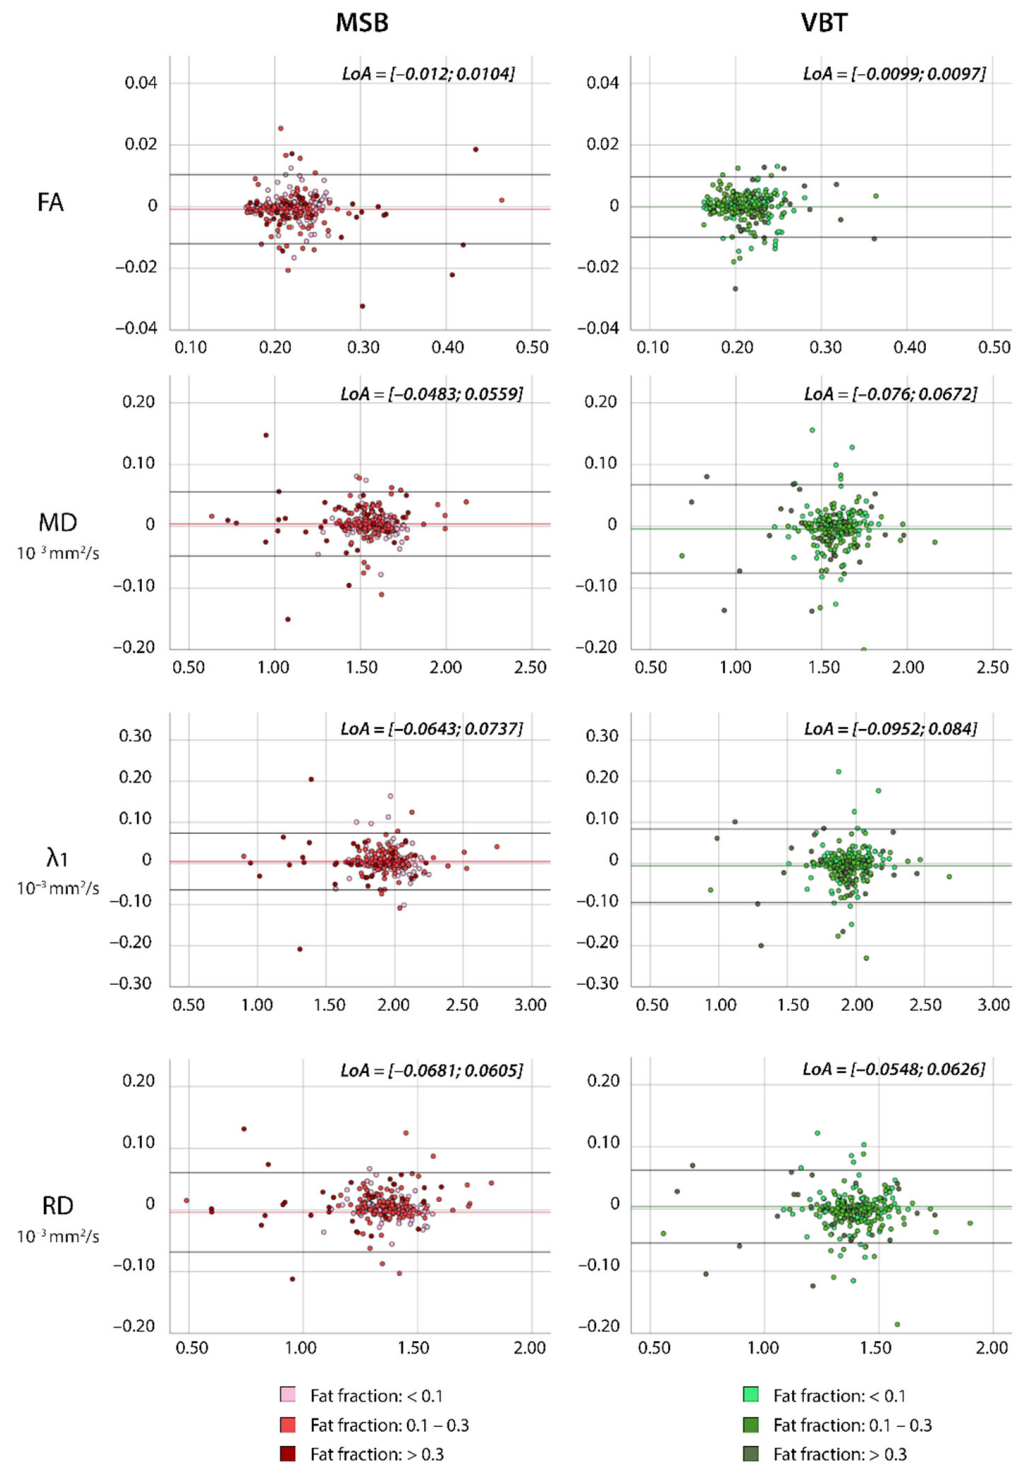 MSB VBT
FA
LoA = [−0.012; 0.0104]
0.04
0.02
0
−0.02
−0.04
0.10 0.20 0.30 0.40 0.50
LoA = [−0.0099; 0.0097]
0.04
0.02
0
−0.02
−0.04
0.10 0.20 0.30 0.40 0.50
MD
10⁻³ mm²/s
LoA = [−0.0483; 0.0559]
0.20
0.10
0
−0.10
−0.20
0.50 1.00 1.50 2.00 2.50
LoA = [−0.076; 0.0672]
0.20
0.10
0
−0.10
−0.20
0.50 1.00 1.50 2.00 2.50
λ1
10⁻³ mm²/s
LoA = [−0.0643; 0.0737]
0.30
0.20
0.10
0
−0.10
−0.20
−0.30
0.50 1.00 1.50 2.00 2.50 3.00
LoA = [−0.0952; 0.084]
0.30
0.20
0.10
0
−0.10
−0.20
−0.30
0.50 1.00 1.50 2.00 2.50 3.00
RD
10⁻³ mm²/s
LoA = [−0.0681; 0.0605]
0.20
0.10
0
−0.10
−0.20
0.50 1.00 1.50 2.00
LoA = [−0.0548; 0.0626]
0.20
0.10
0
−0.10
−0.20
0.50 1.00 1.50 2.00
Fat fraction: < 0.1
Fat fraction: 0.1 – 0.3
Fat fraction: > 0.3
Fat fraction: < 0.1
Fat fraction: 0.1 – 0.3
Fat fraction: > 0.3